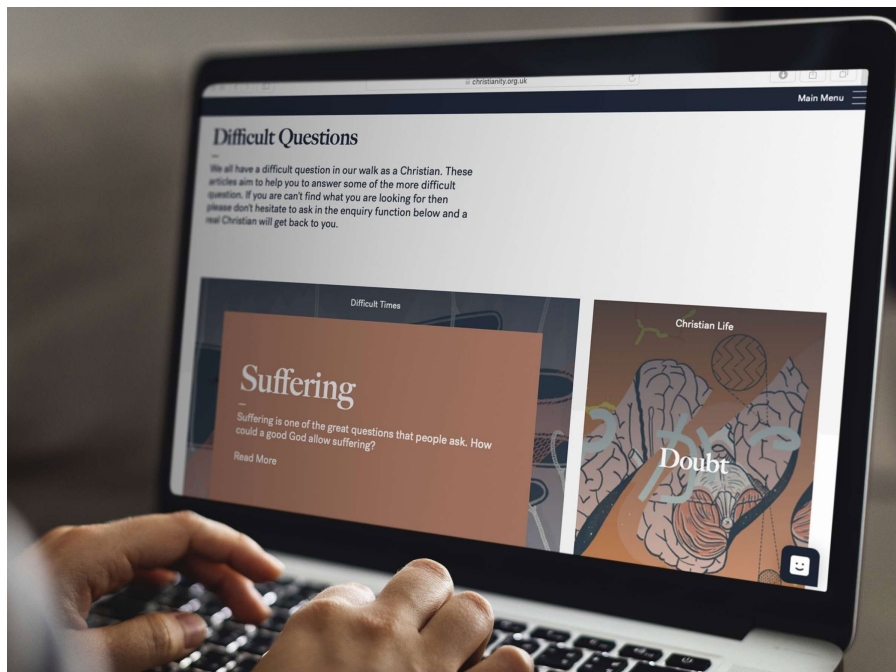 christianity.org.uk
Main Menu
Difficult Questions
We all have a difficult question in our walk as a Christian. These
articles aim to help you to answer some of the more difficult
question. If you are can't find what you are looking for then
please don't hesitate to ask in the enquiry function below and a
real Christian will get back to you.
Difficult Times
Suffering
Suffering is one of the great questions that people ask. How
could a good God allow suffering?
Read More
Christian Life
Doubt